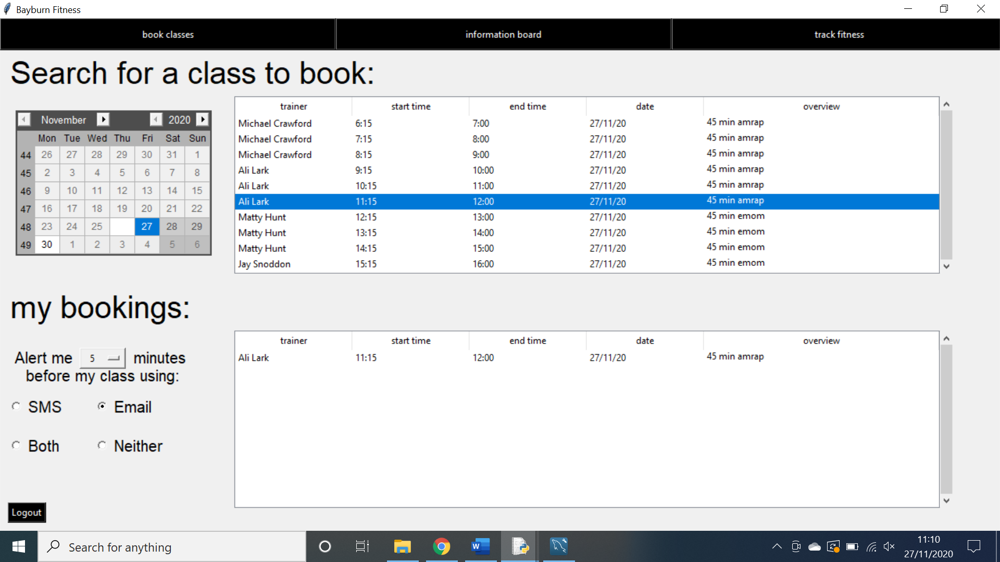 Bayburn Fitness
book classes information board track fitness
Search for a class to book:
November 2020
Mon Tue Wed Thu Fri Sat Sun
44 26 27 28 29 30 31 1
45 2 3 4 5 6 7 8
46 9 10 11 12 13 14 15
47 16 17 18 19 20 21 22
48 23 24 25 27 28 29
49 30 1 2 3 4 5 6
trainer start time end time date overview
Michael Crawford 6:15 7:00 27/11/20 45 min amrap
Michael Crawford 7:15 8:00 27/11/20 45 min amrap
Michael Crawford 8:15 9:00 27/11/20 45 min amrap
Ali Lark 9:15 10:00 27/11/20 45 min amrap
Ali Lark 10:15 11:00 27/11/20 45 min amrap
Ali Lark 11:15 12:00 27/11/20 45 min amrap
Matty Hunt 12:15 13:00 27/11/20 45 min emom
Matty Hunt 13:15 14:00 27/11/20 45 min emom
Matty Hunt 14:15 15:00 27/11/20 45 min emom
Jay Snoddon 15:15 16:00 27/11/20 45 min emom
my bookings:
Alert me 5 minutes
before my class using:
SMS Email
Both Neither
trainer start time end time date overview
Ali Lark 11:15 12:00 27/11/20 45 min amrap
Logout
Search for anything
W
11:10
27/11/2020